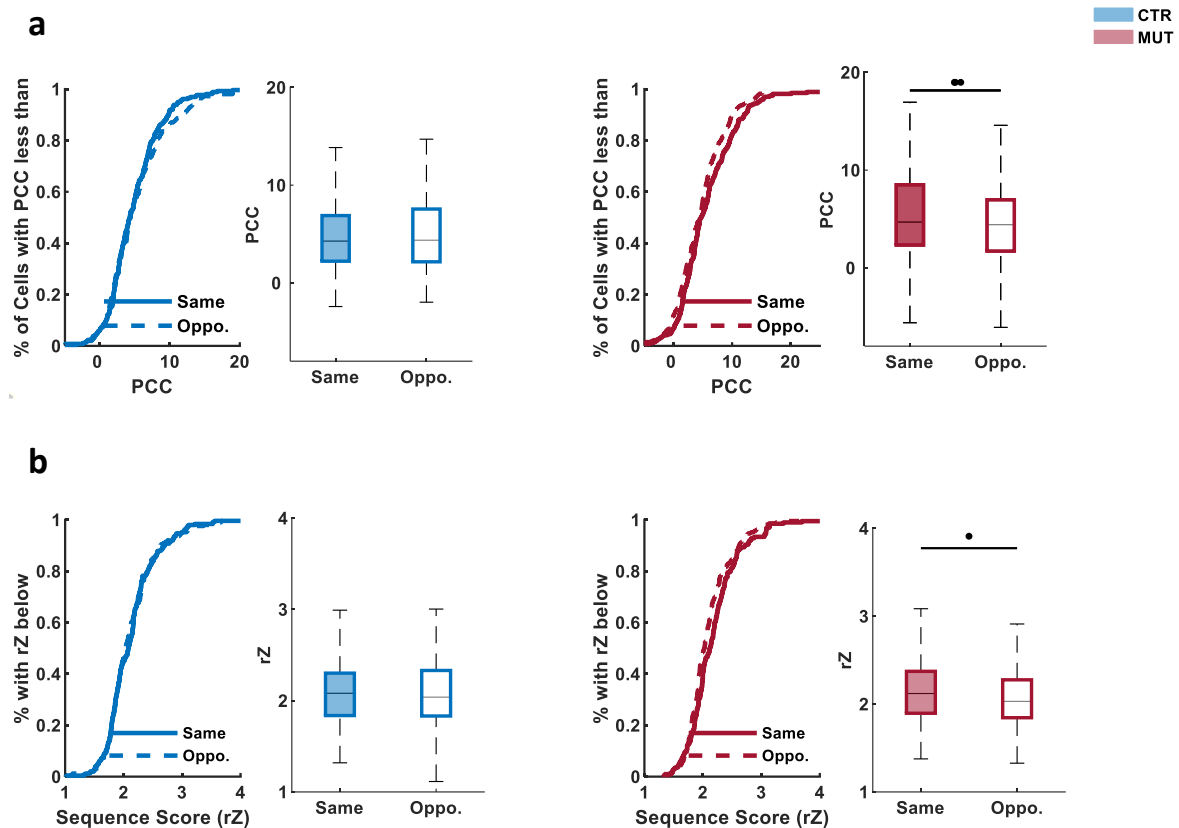 a
CTR
MUT
% of Cells with PCC less than
1
0.8
0.6
0.4
0.2
0
Same
Oppo.
0
10
20
PCC
PCC
20
10
0
Same
Oppo.
% of Cells with PCC less than
1
0.8
0.6
0.4
0.2
0
Same
Oppo.
0
10
20
PCC
PCC
20
10
0
Same
Oppo.
b
% with rZ below
1
0.8
0.6
0.4
0.2
0
Same
Oppo.
1
2
3
4
Sequence Score (rZ)
rZ
4
3
2
1
Same
Oppo.
% with rZ below
1
0.8
0.6
0.4
0.2
0
Same
Oppo.
1
2
3
4
Sequence Score (rZ)
rZ
4
3
2
1
Same
Oppo.